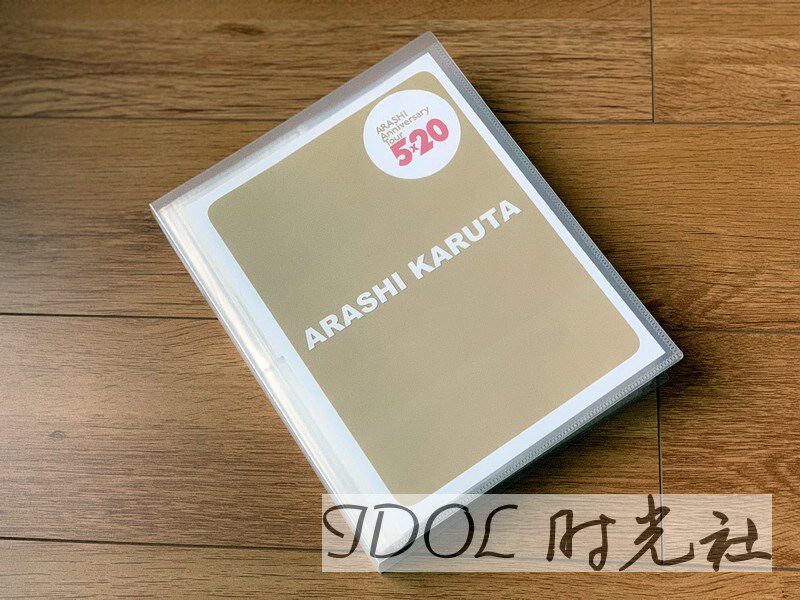 ARASHI
Anniversary
Tour
5×20
ARASHI KARUTA
IDOL 时光社